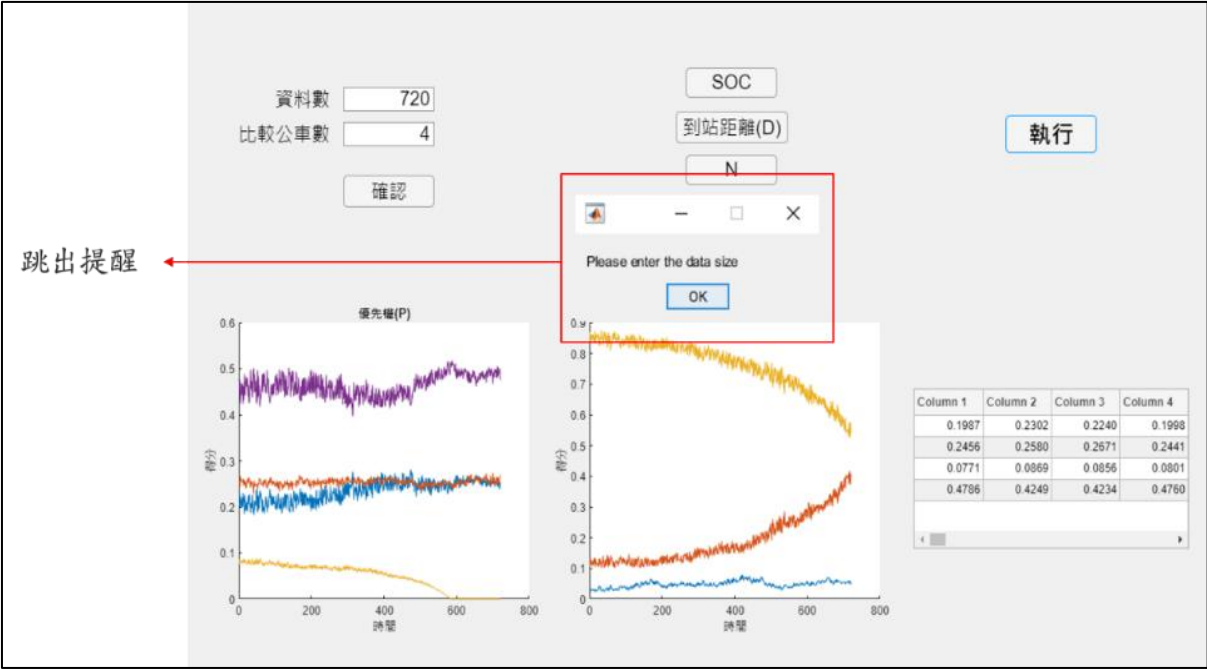 資料數 720
比較公車數 4
確認
SOC
到站距離(D)
N
執行
跳出提醒
Please enter the data size
OK
優先權(P)
0.6
0.5
0.4
0.3
0.2
0.1
0
得分
0 200 400 600 800
時間
0.9
0.8
0.7
0.6
0.5
0.4
0.3
0.2
0.1
0
得分
0 200 400 600 800
時間
Column 1 Column 2 Column 3 Column 4
0.1987 0.2302 0.2240 0.1998
0.2456 0.2580 0.2671 0.2441
0.0771 0.0869 0.0856 0.0801
0.4786 0.4249 0.4234 0.4760